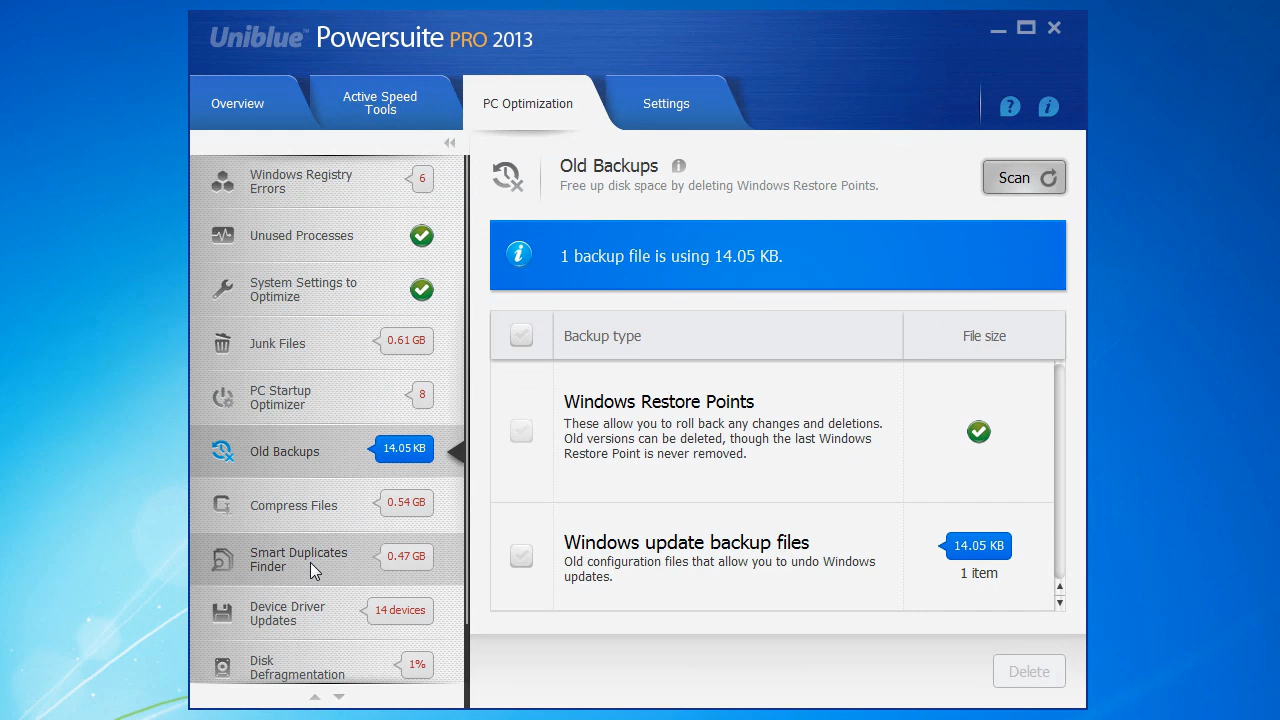 Uniblue™ Powersuite PRO 2013
Overview
Active Speed
Tools
PC Optimization
Settings
Windows Registry
Errors
6
Unused Processes
System Settings to
Optimize
Junk Files
0.61 GB
PC Startup
Optimizer
8
Old Backups
14.05 KB
Compress Files
0.54 GB
Smart Duplicates
Finder
0.47 GB
Device Driver
Updates
14 devices
Disk
Defragmentation
1%
Old Backups
Free up disk space by deleting Windows Restore Points.
Scan
1 backup file is using 14.05 KB.
Backup type
File size
Windows Restore Points
These allow you to roll back any changes and deletions.
Old versions can be deleted, though the last Windows
Restore Point is never removed.
Windows update backup files
Old configuration files that allow you to undo Windows
updates.
14.05 KB
1 item
Delete